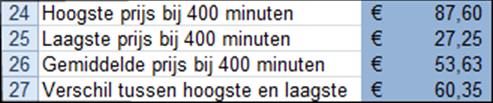 24 Hoogste prijs bij 400 minuten € 87,60
25 Laagste prijs bij 400 minuten € 27,25
26 Gemiddelde prijs bij 400 minuten € 53,63
27 Verschil tussen hoogste en laagste € 60,35